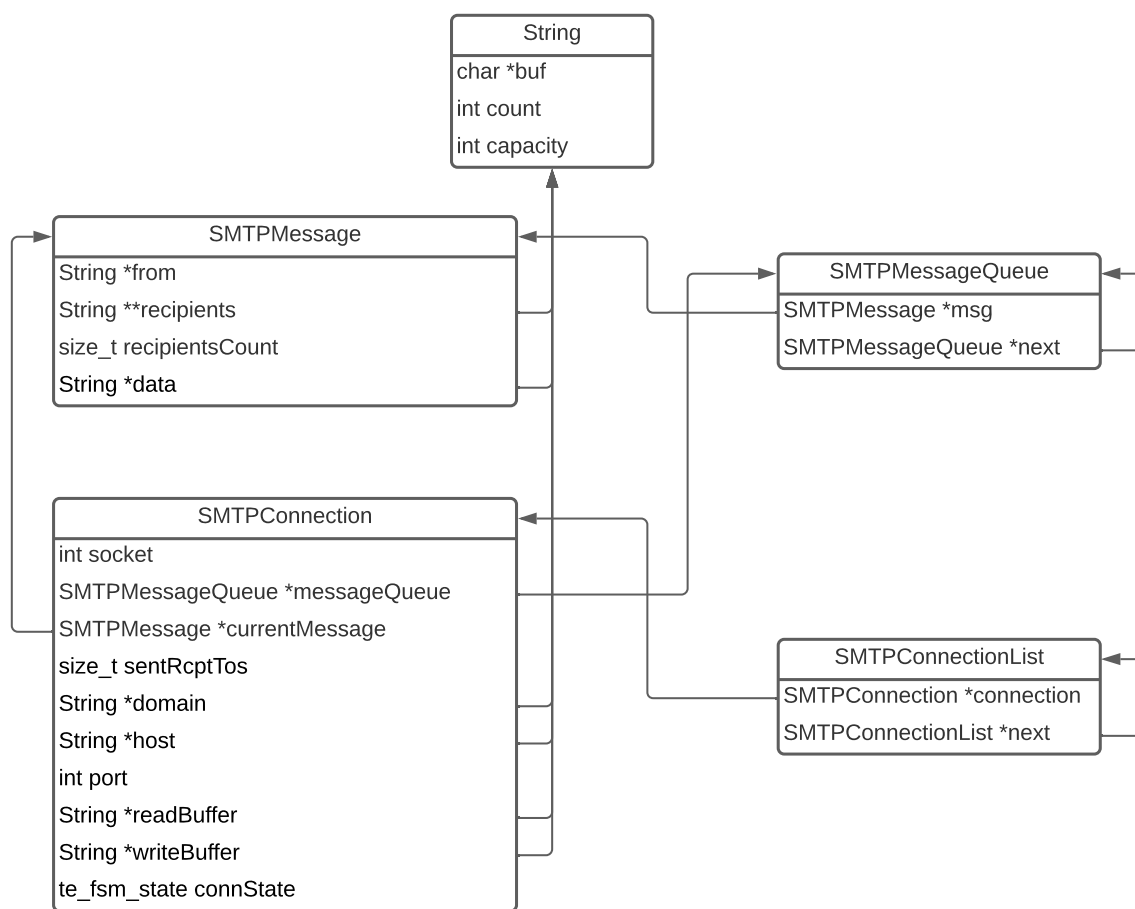 String
char *buf
int count
int capacity
SMTPMessage
String *from
String **recipients
size_t recipientsCount
String *data
SMTPMessageQueue
SMTPMessage *msg
SMTPMessageQueue *next
SMTPConnection
int socket
SMTPMessageQueue *messageQueue
SMTPMessage *currentMessage
size_t sentRcptTos
String *domain
String *host
int port
String *readBuffer
String *writeBuffer
te_fsm_state connState
SMTPConnectionList
SMTPConnection *connection
SMTPConnectionList *next